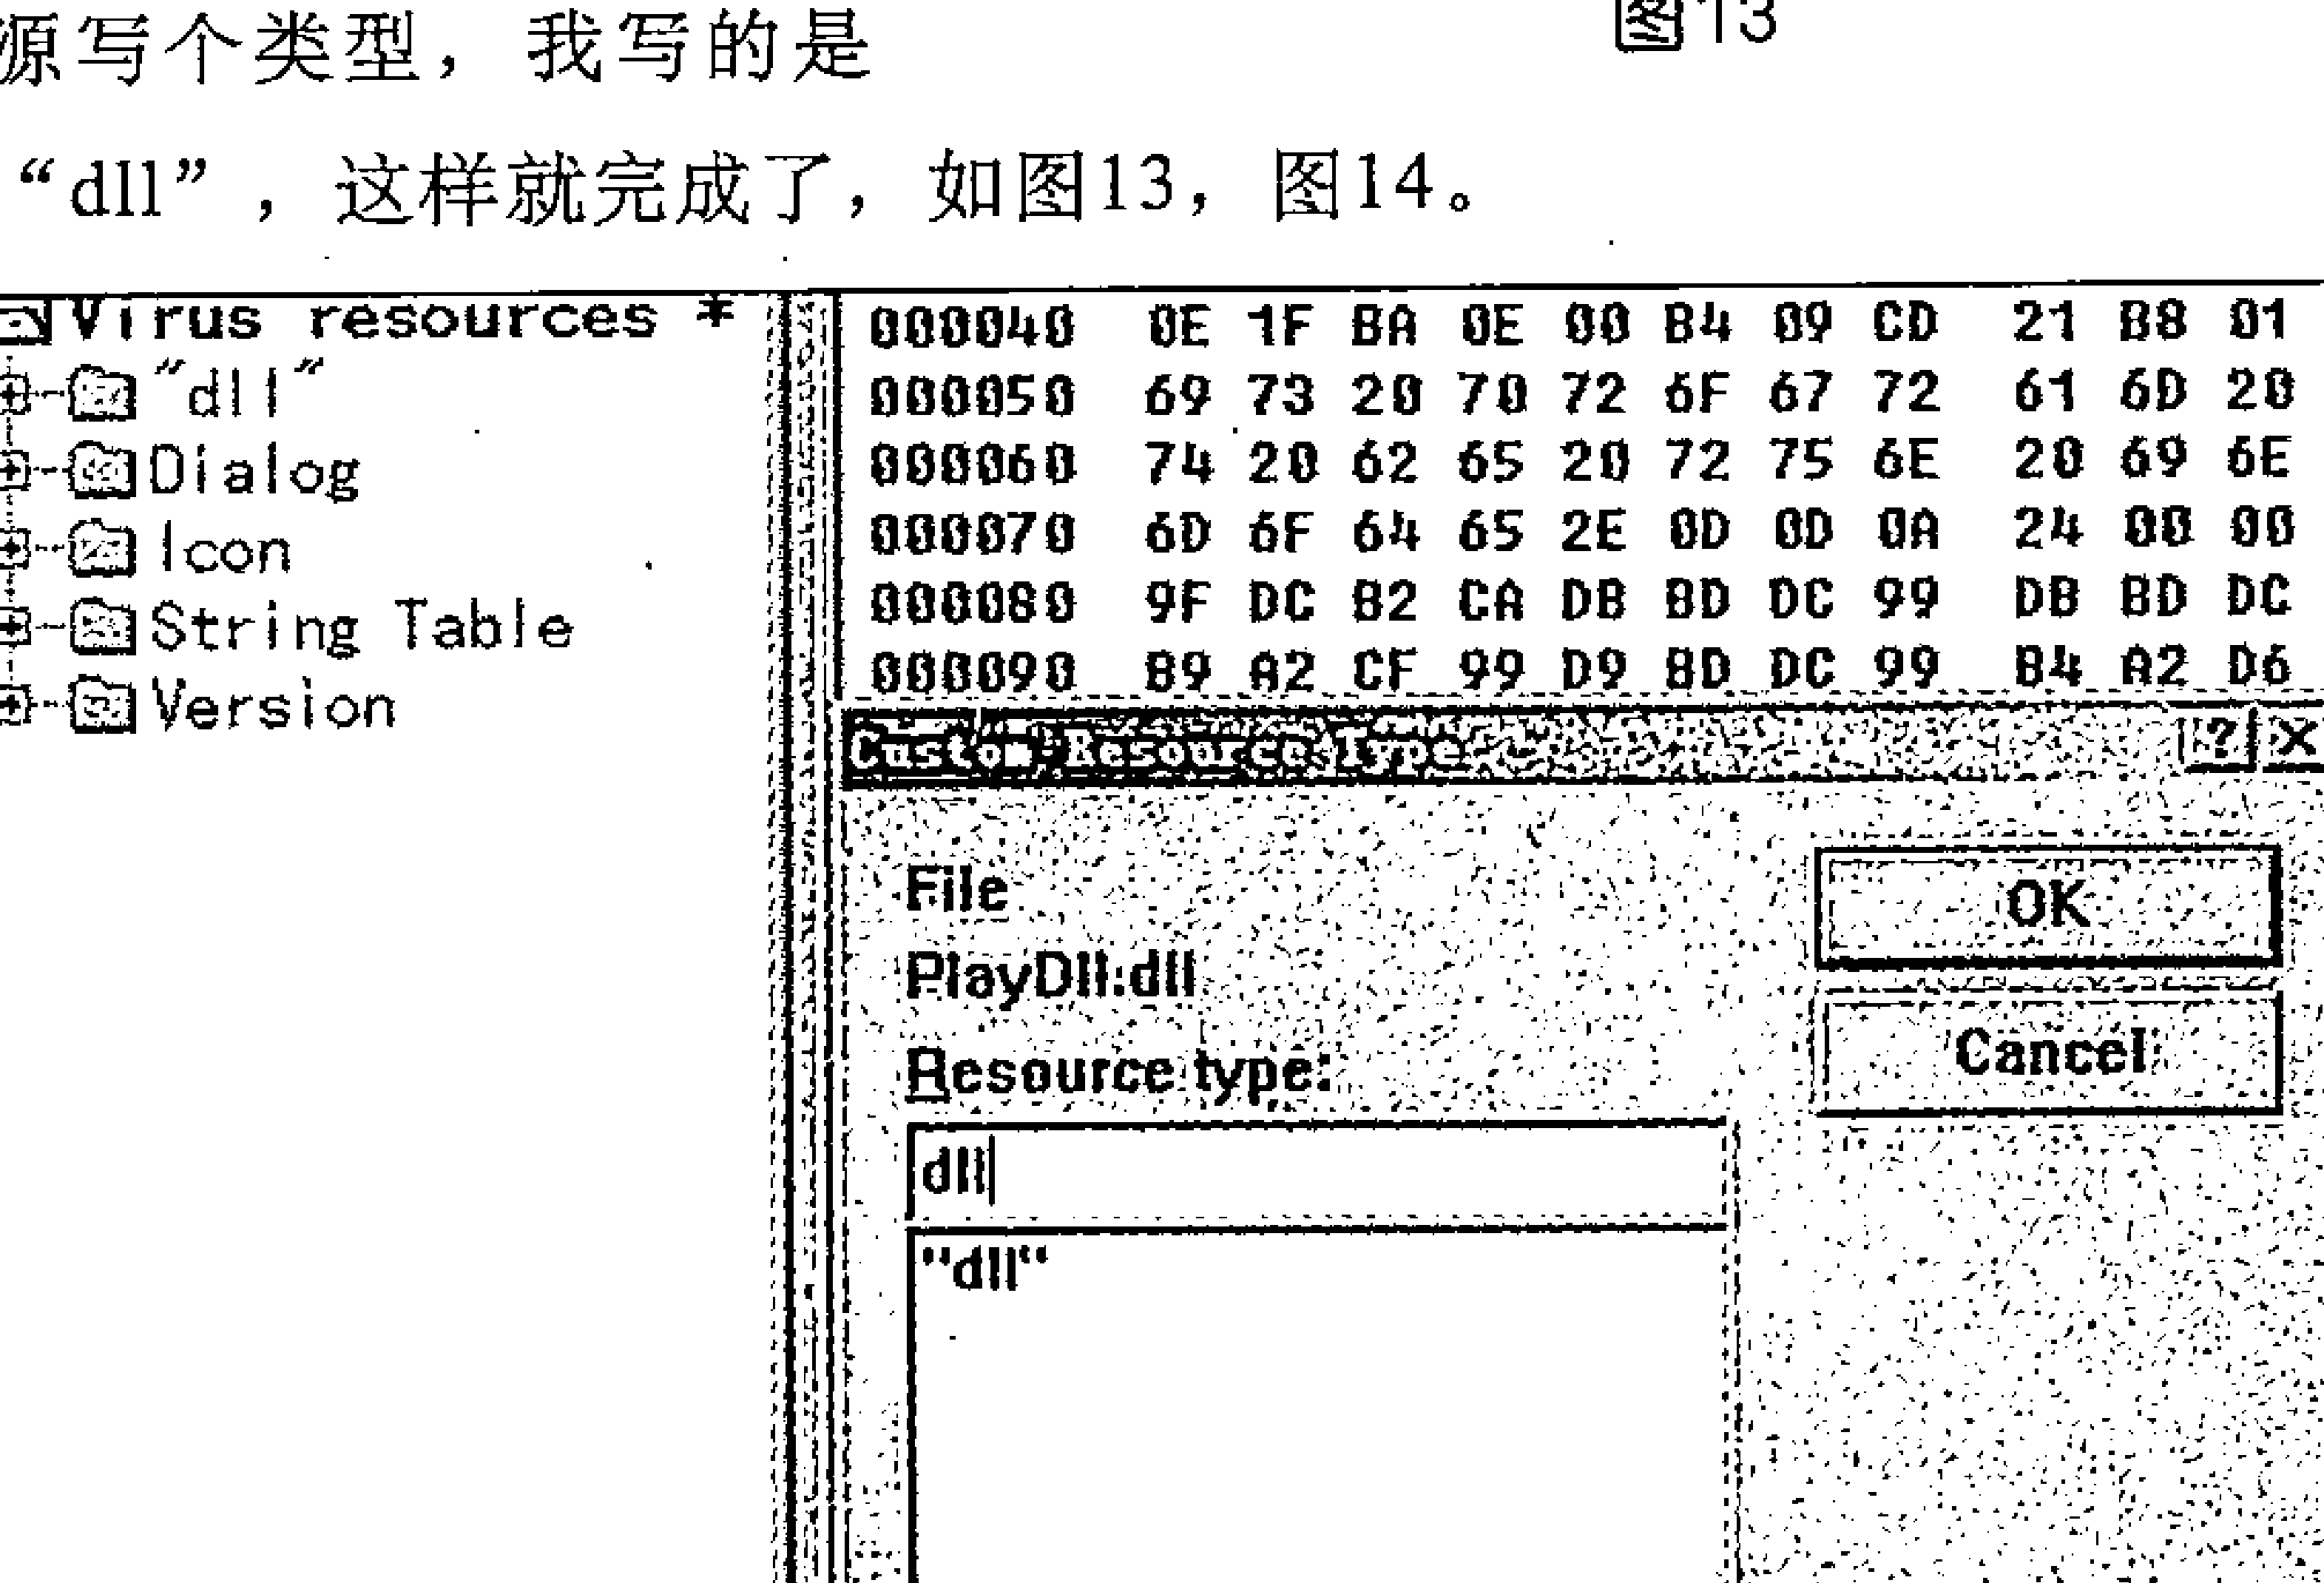 图13
源写个类型，我写的是
“dll”，这样就完成了，如图13，图14。
Virus resources *
"dll"
Dialog
Icon
String Table
Version
000040 0E 1F BA 0E 00 B4 09 CD 21 B8 01
000050 69 73 20 70 72 6F 67 72 61 6D 20
000060 74 20 62 65 20 72 75 6E 20 69 6E
000070 6D 6F 64 65 2E 0D 0D 0A 24 00 00
000080 9F DC B2 CA DB BD DC 99 DB BD DC
000090 B9 A2 CF 99 D9 BD DC 99 B4 A2 D6
Custom Resource Type
File
PlayDll.dll
Resource type:
dll
"dll"
OK
Cancel